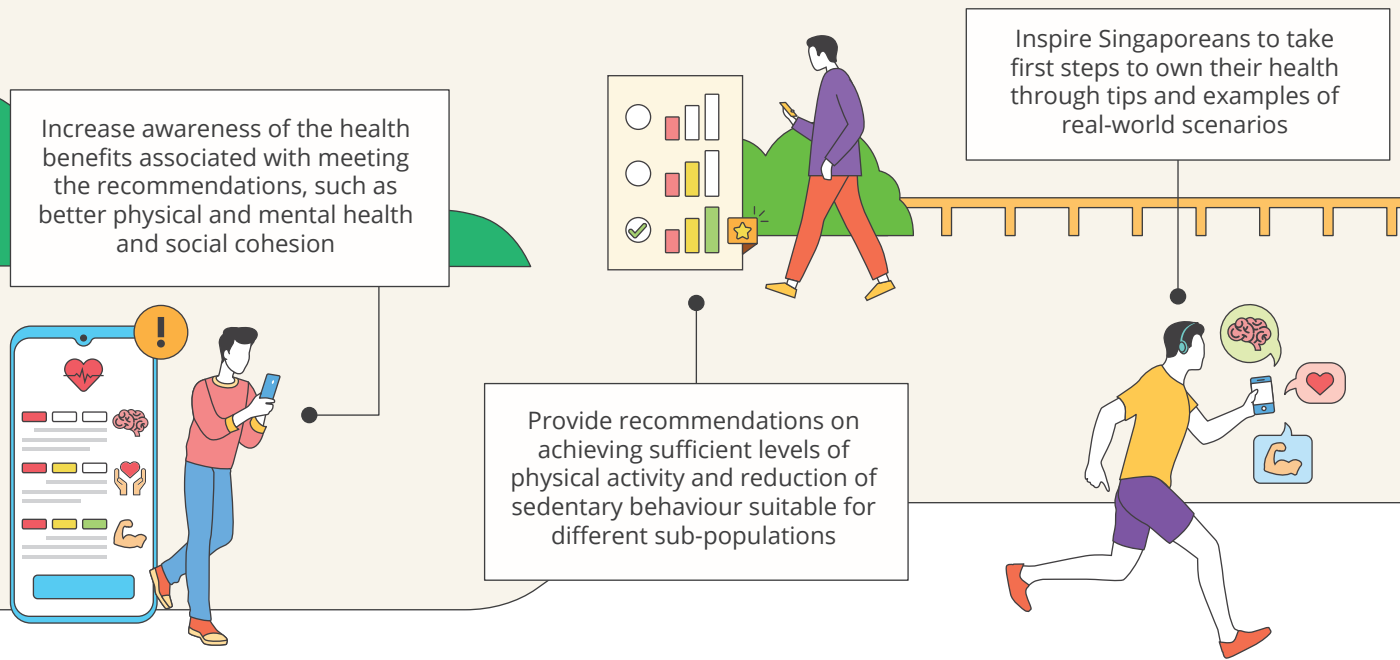 Increase awareness of the health
benefits associated with meeting
the recommendations, such as
better physical and mental health
and social cohesion
Provide recommendations on
achieving sufficient levels of
physical activity and reduction of
sedentary behaviour suitable for
different sub-populations
Inspire Singaporeans to take
first steps to own their health
through tips and examples of
real-world scenarios